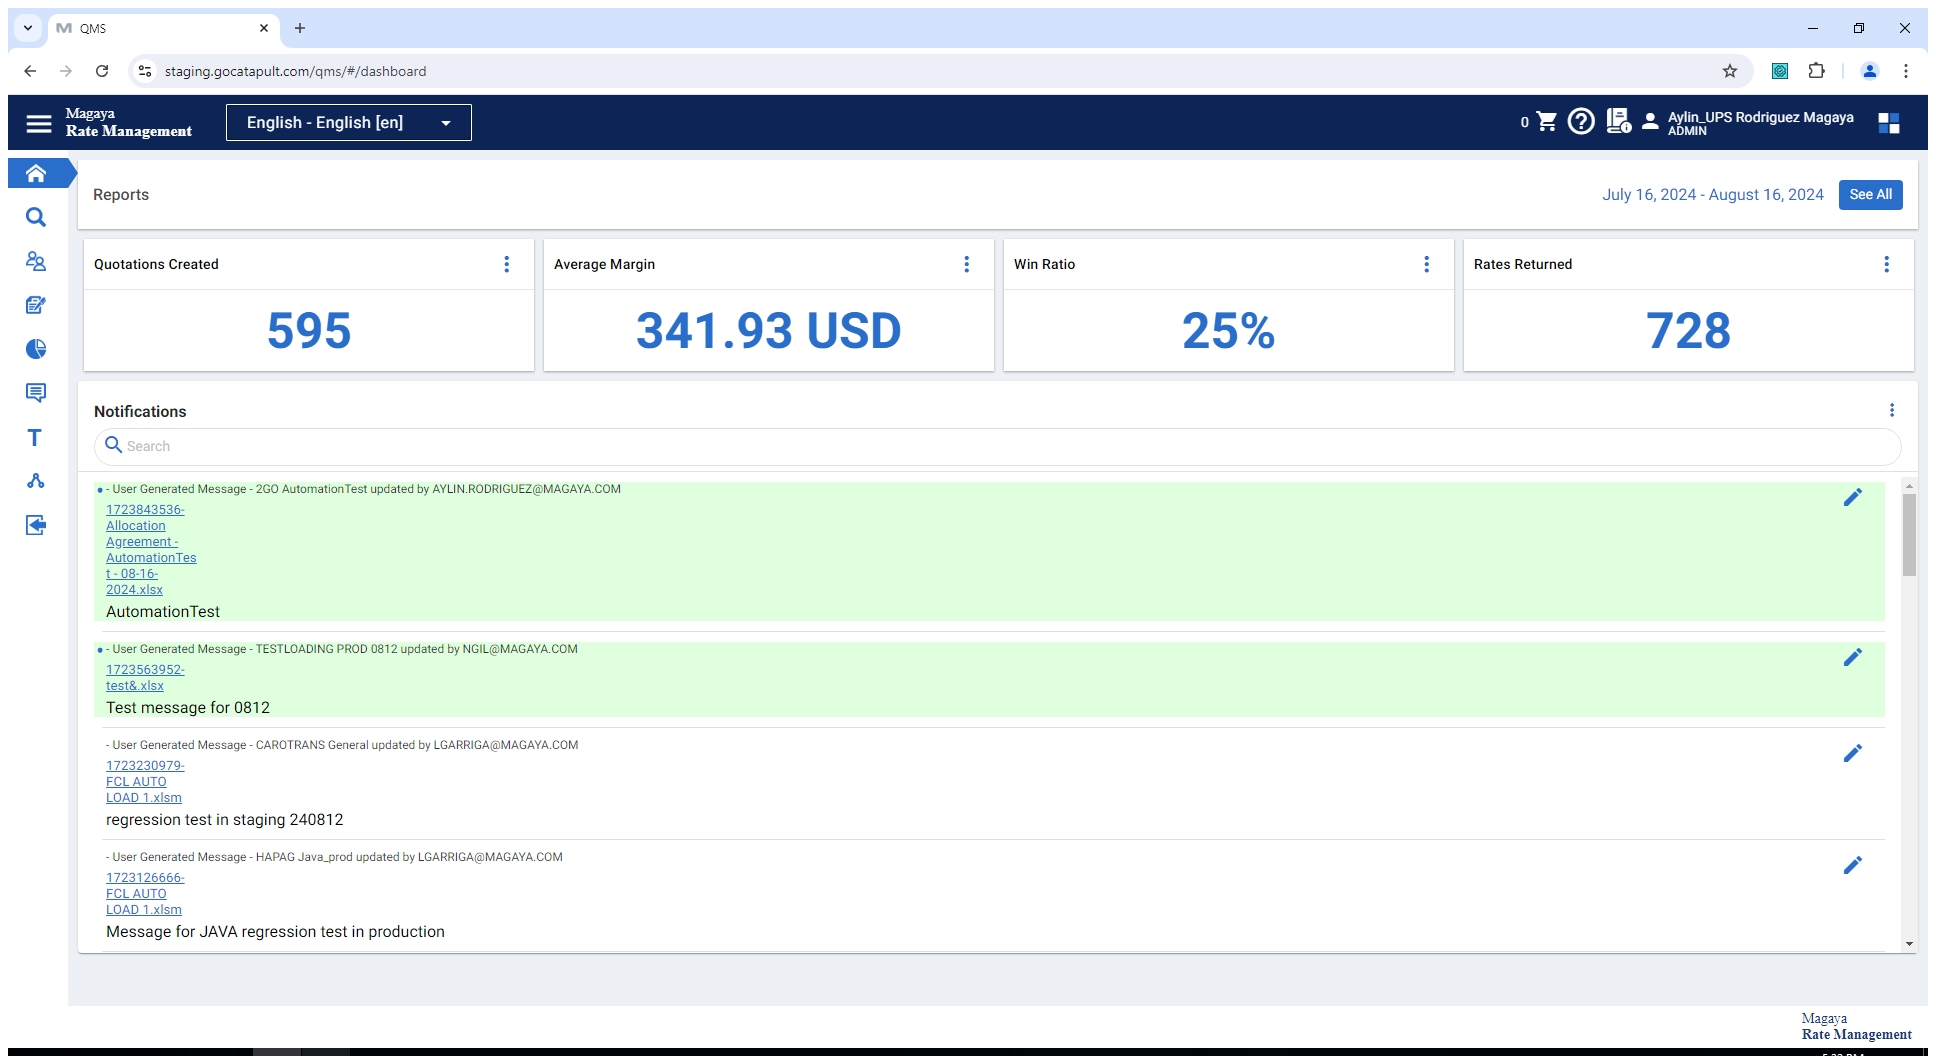 QMS
staging.gocatapult.com/qms/#/dashboard
Magaya
Rate Management
English - English [en]
0
Aylin_UPS Rodriguez Magaya
ADMIN
Reports
July 16, 2024 - August 16, 2024
See All
Quotations Created
Average Margin
Win Ratio
Rates Returned
595
341.93 USD
25%
728
Notifications
Search
- User Generated Message - 2GO AutomationTest updated by AYLIN.RODRIGUEZ@MAGAYA.COM
1723843536-
Allocation
Agreement -
AutomationTes
t - 08-16-
2024.xlsx
AutomationTest
- User Generated Message - TESTLOADING PROD 0812 updated by NGIL@MAGAYA.COM
1723563952-
test&.xlsx
Test message for 0812
- User Generated Message - CAROTRANS General updated by LGARRIGA@MAGAYA.COM
1723230979-
FCL AUTO
LOAD 1.xlsm
regression test in staging 240812
- User Generated Message - HAPAG Java_prod updated by LGARRIGA@MAGAYA.COM
1723126666-
FCL AUTO
LOAD 1.xlsm
Message for JAVA regression test in production
Magaya
Rate Management